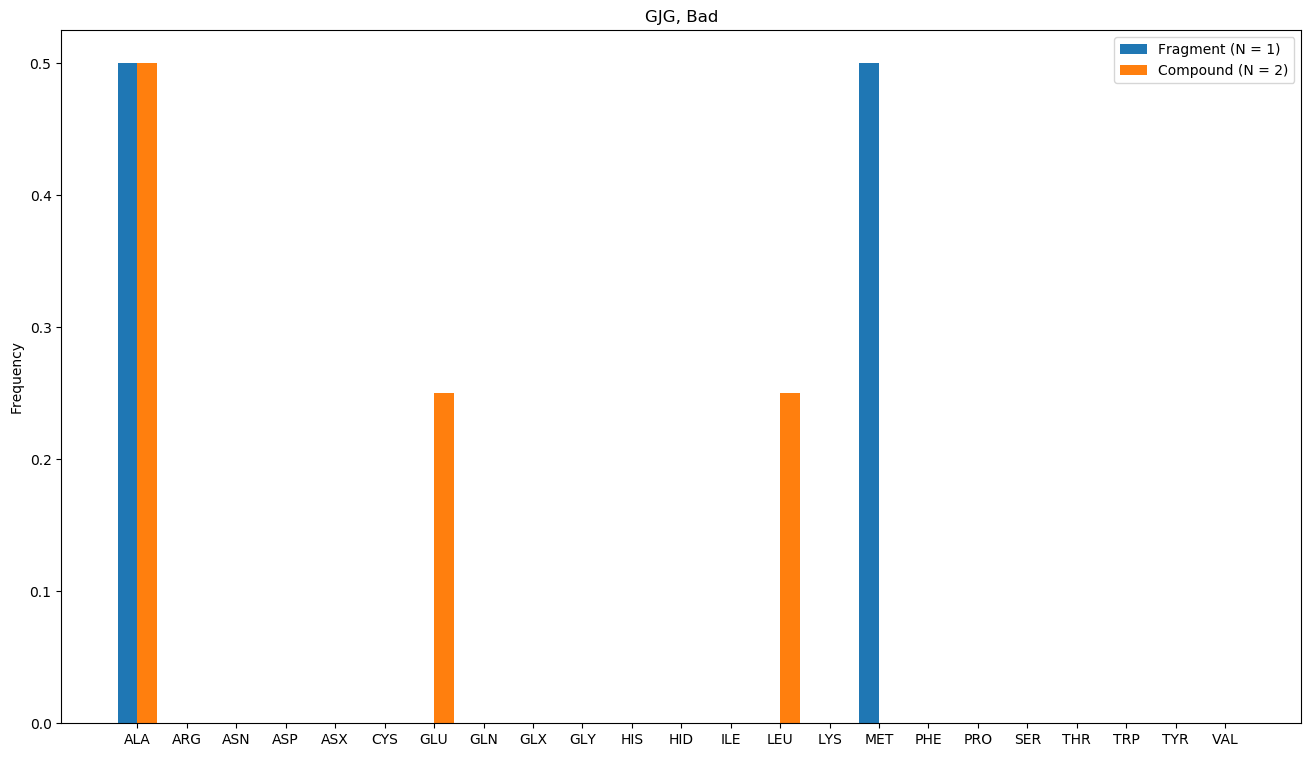 GJG, Bad
Fragment (N = 1)
Compound (N = 2)
Frequency
0.5
0.4
0.3
0.2
0.1
0.0
ALA ARG ASN ASP ASX CYS GLU GLN GLX GLY HIS HID ILE LEU LYS MET PHE PRO SER THR TRP TYR VAL